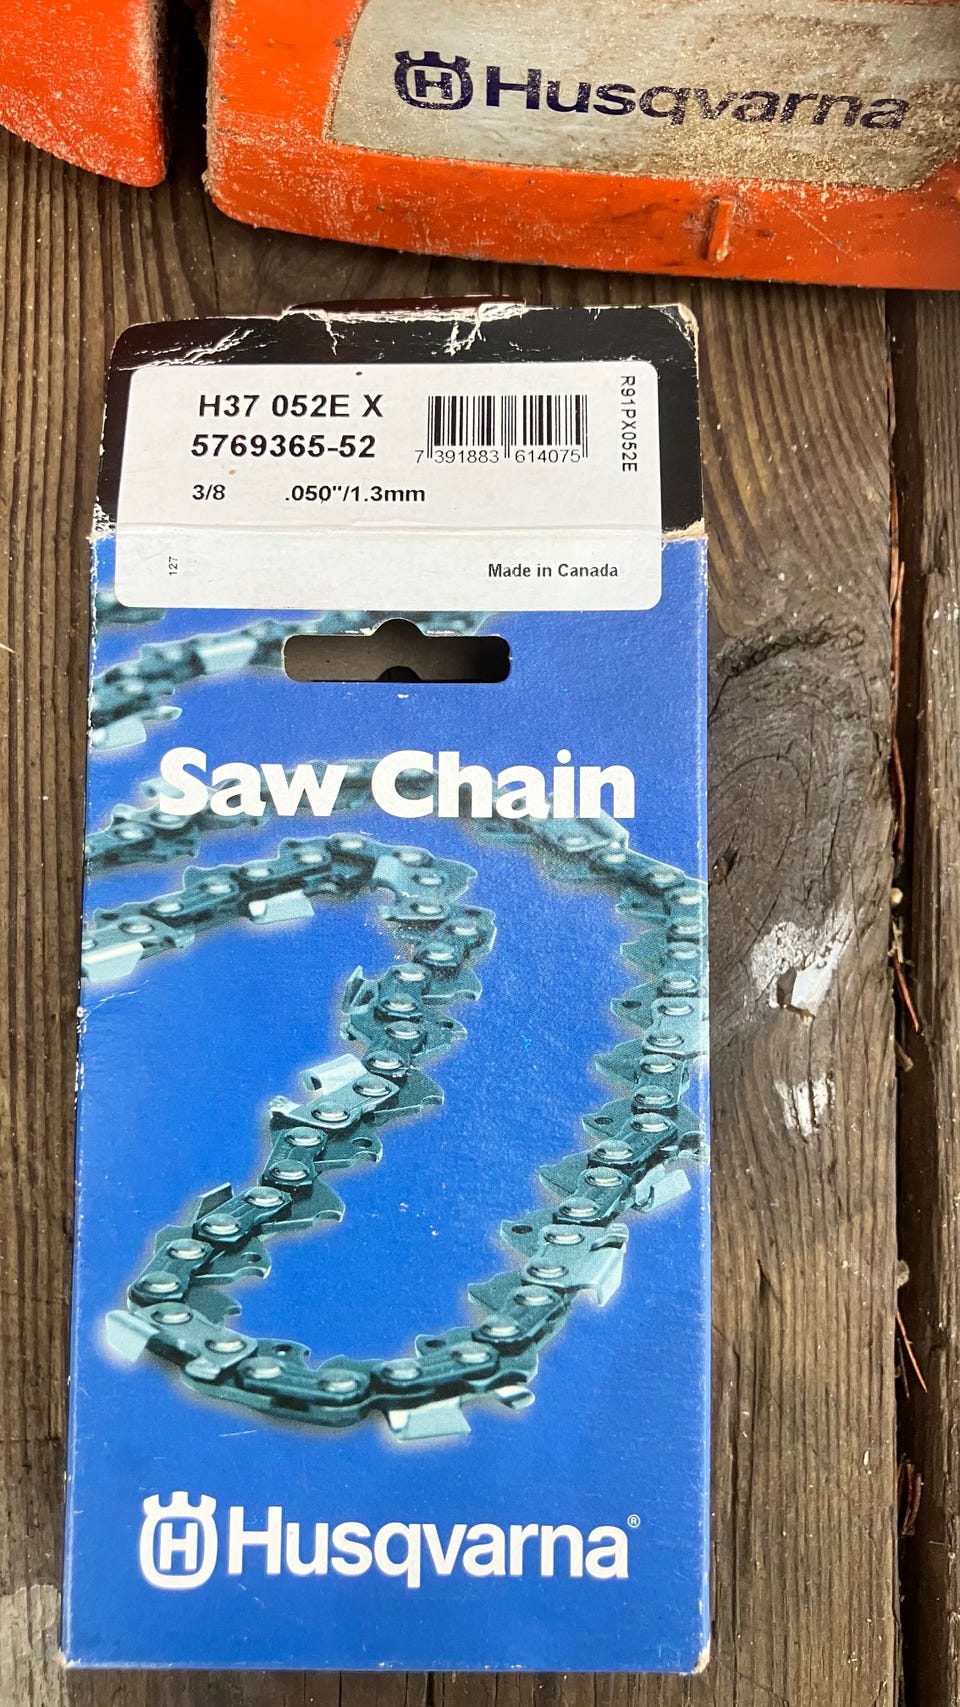 Husqvarna
H37 052E X
5769365-52
7 391883 614075
R91PX052E
3/8 .050"/1.3mm
127
Made in Canada
Saw Chain
Husqvarna®